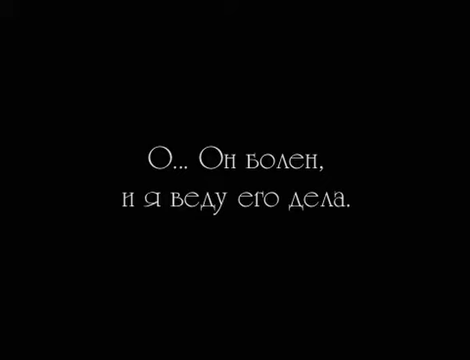 О... Он болен,
и я веду его дела.